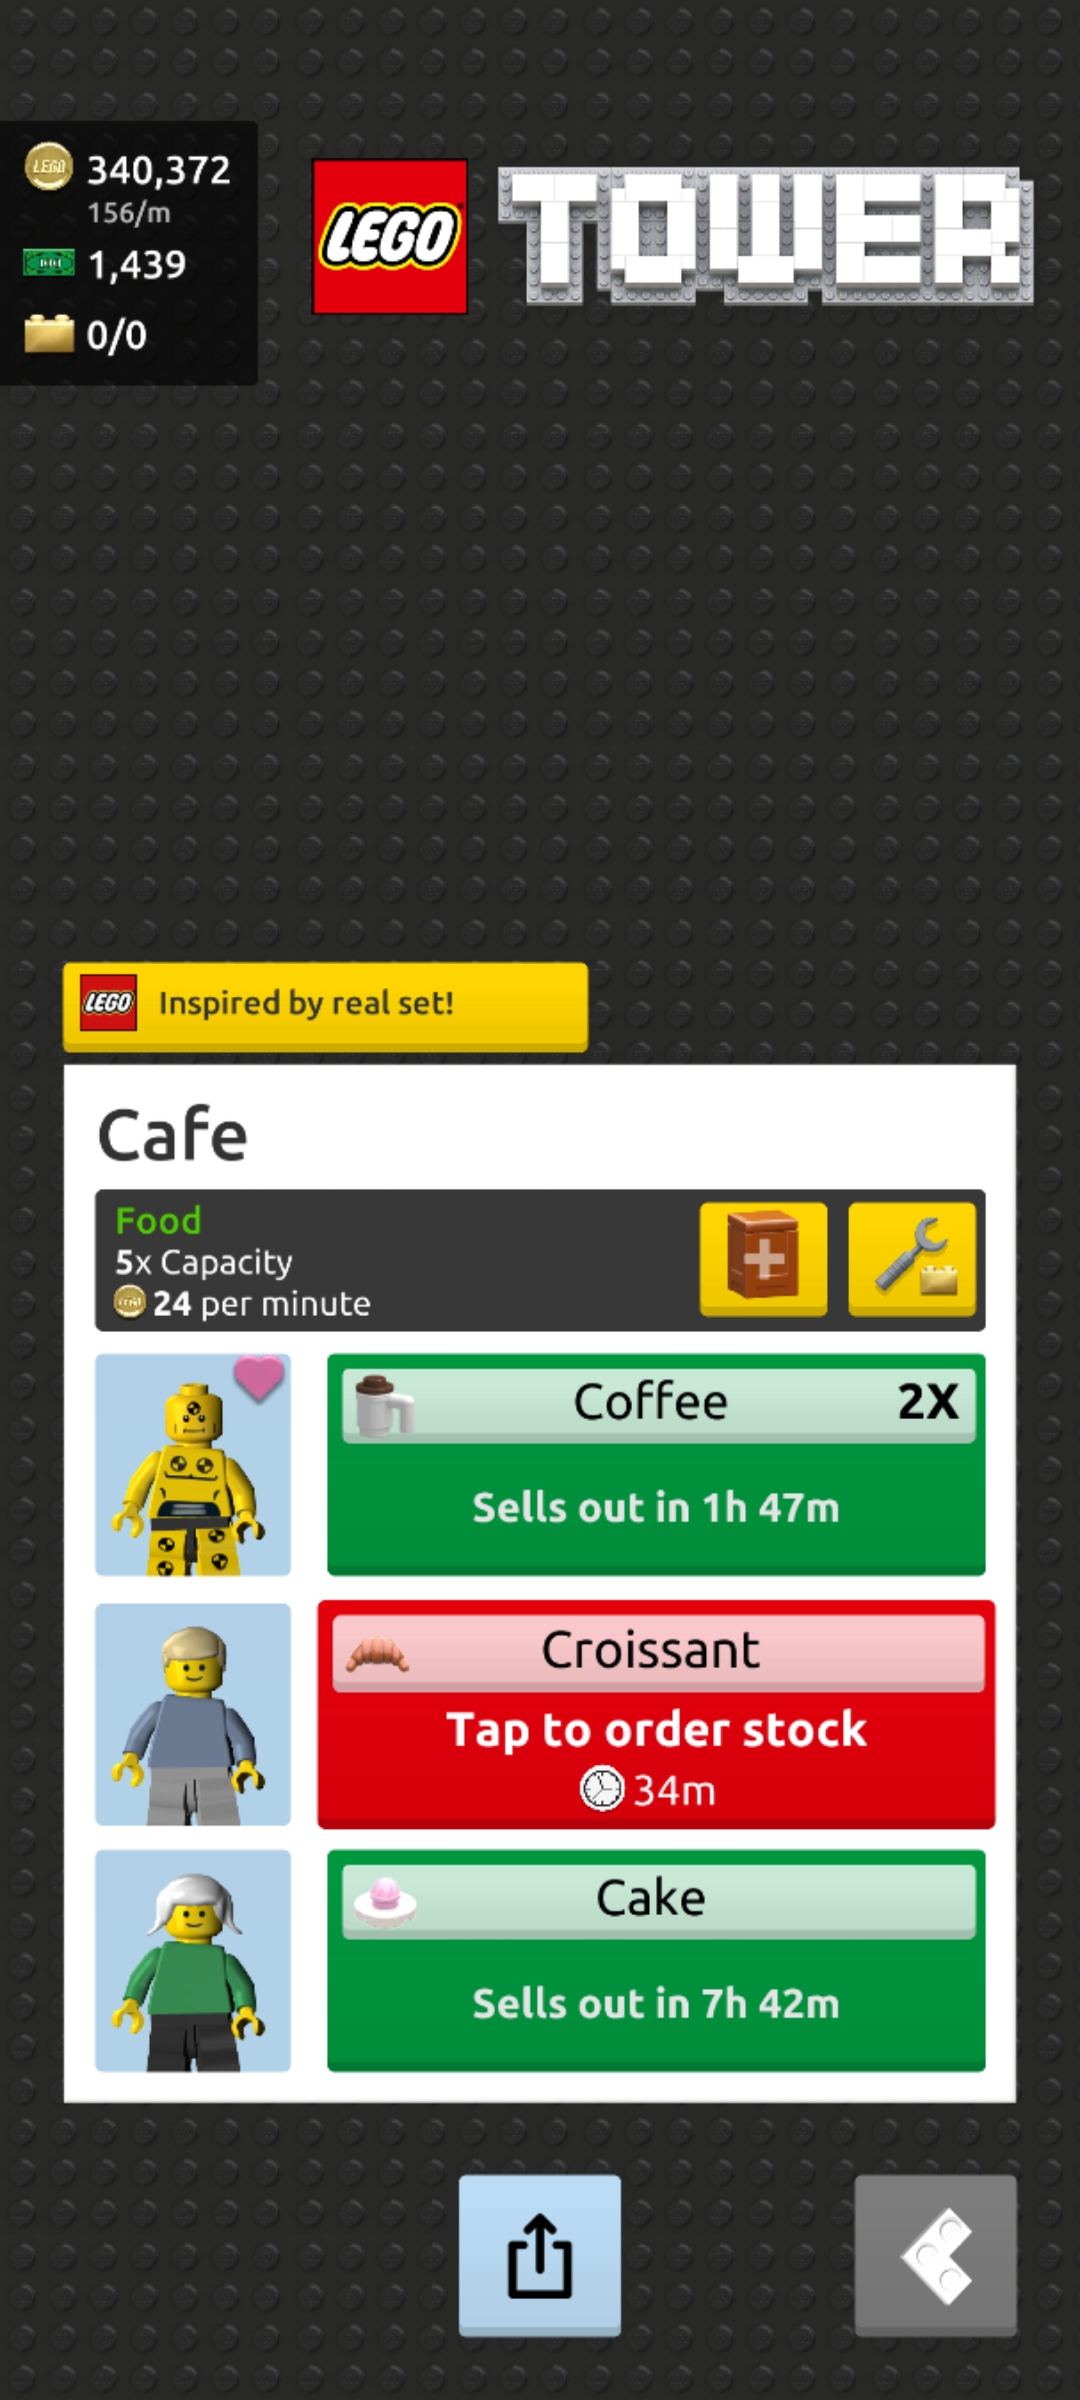 340,372
156/m
1,439
0/0
LEGO TOWER
LEGO Inspired by real set!
Cafe
Food
5x Capacity
24 per minute
Coffee 2X
Sells out in 1h 47m
Croissant
Tap to order stock
34m
Cake
Sells out in 7h 42m